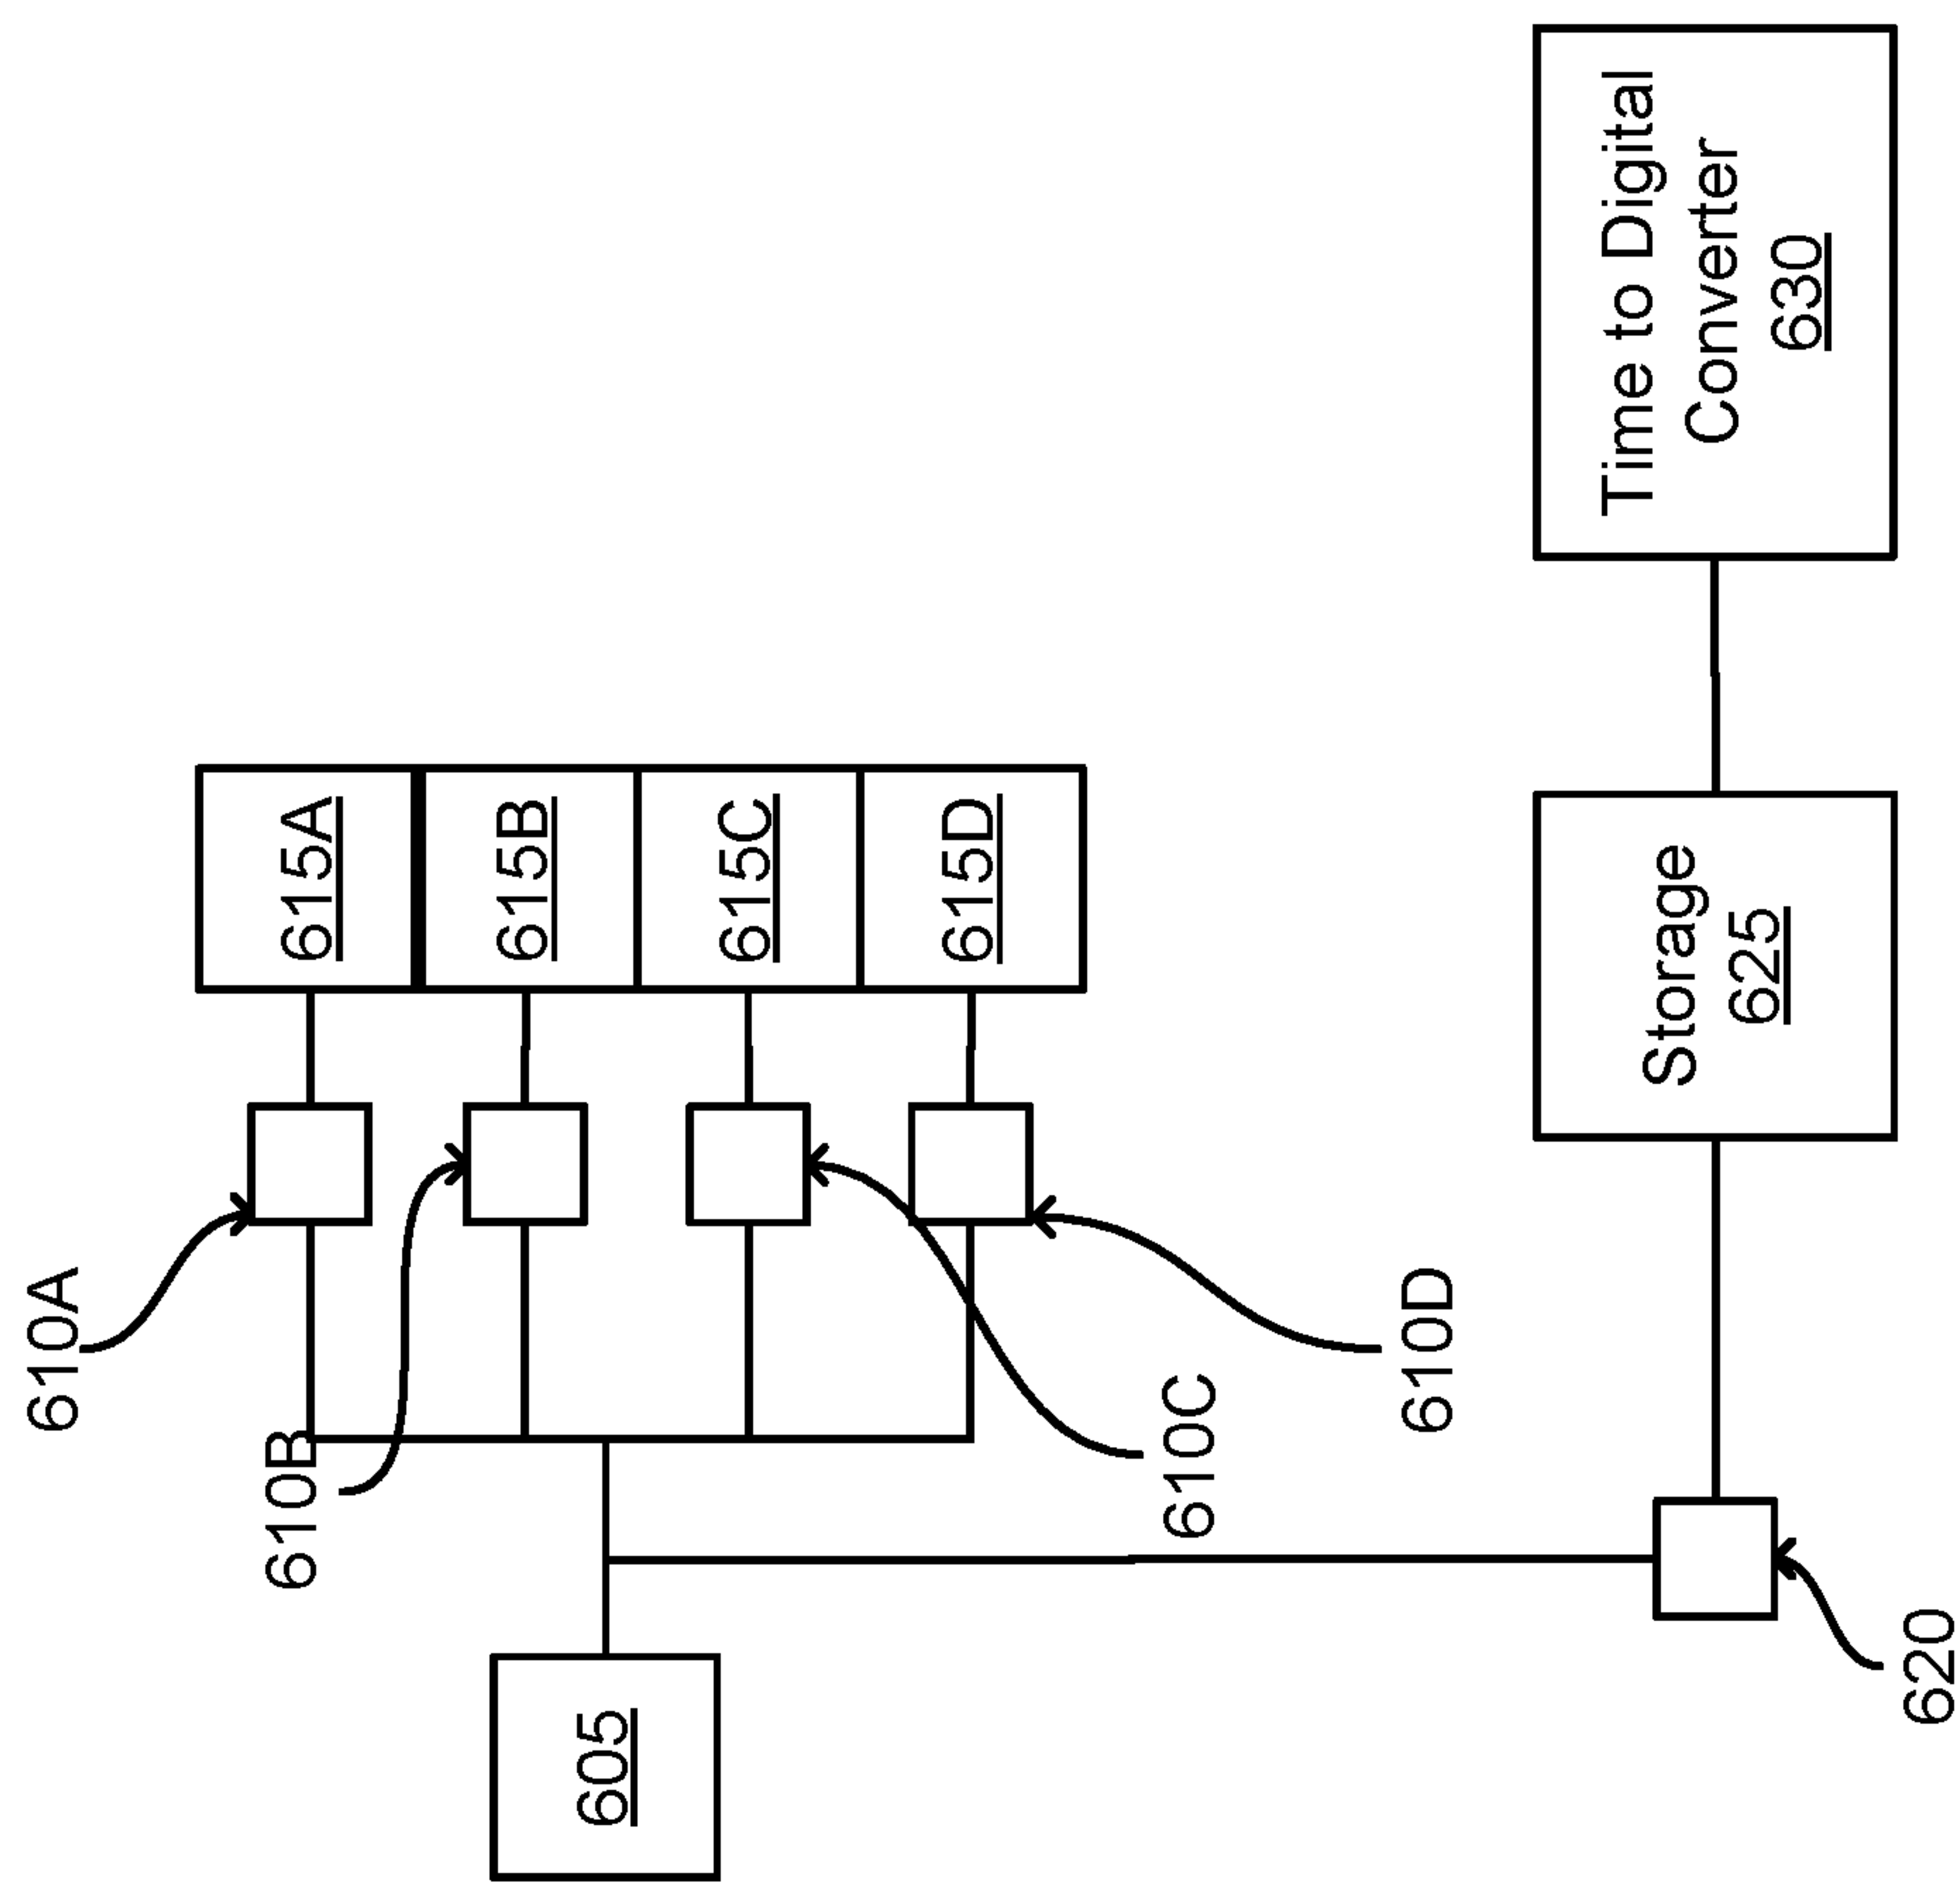 610A
610B
610C
610D
615A
615B
615C
615D
605
620
Storage
625
Time to Digital
Converter
630